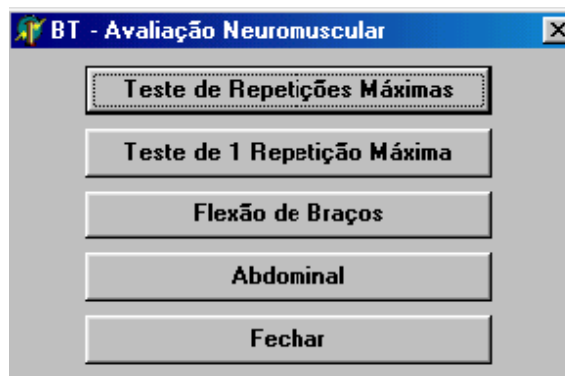 BT - Avaliação Neuromuscular
Teste de Repetições Máximas
Teste de 1 Repetição Máxima
Flexão de Braços
Abdominal
Fechar